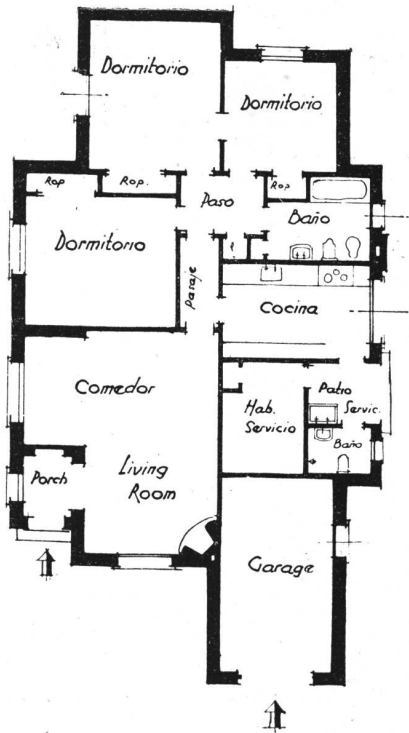 Dormitorio
Dormitorio
Rop
Rop.
Rop
Paso
Baño
Dormitorio
pasaje
Cocina
Comedor
Hab.
Servicio
Patio
Servic.
Baño
Porch
Living
Room
Garage